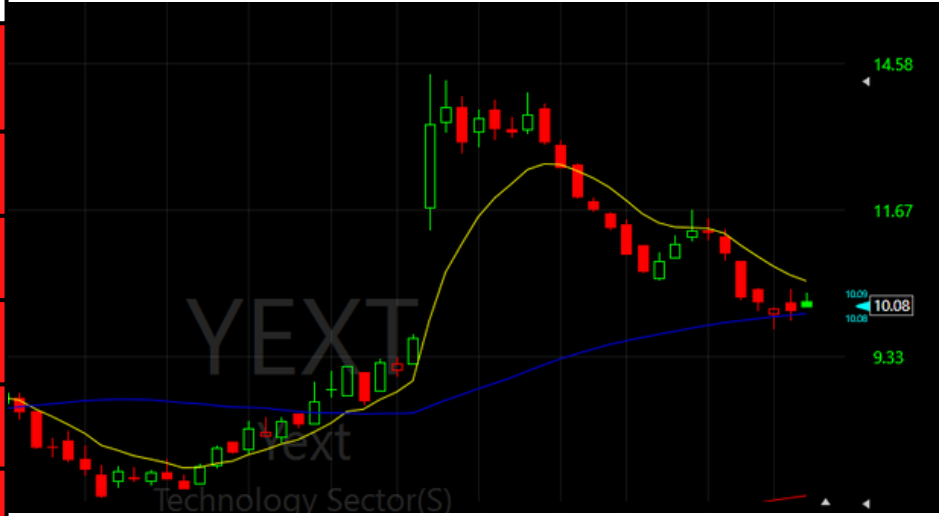 14.58
11.67
10.09
10.08
10.08
9.33
YEXT
Yext
Technology Sector(S)